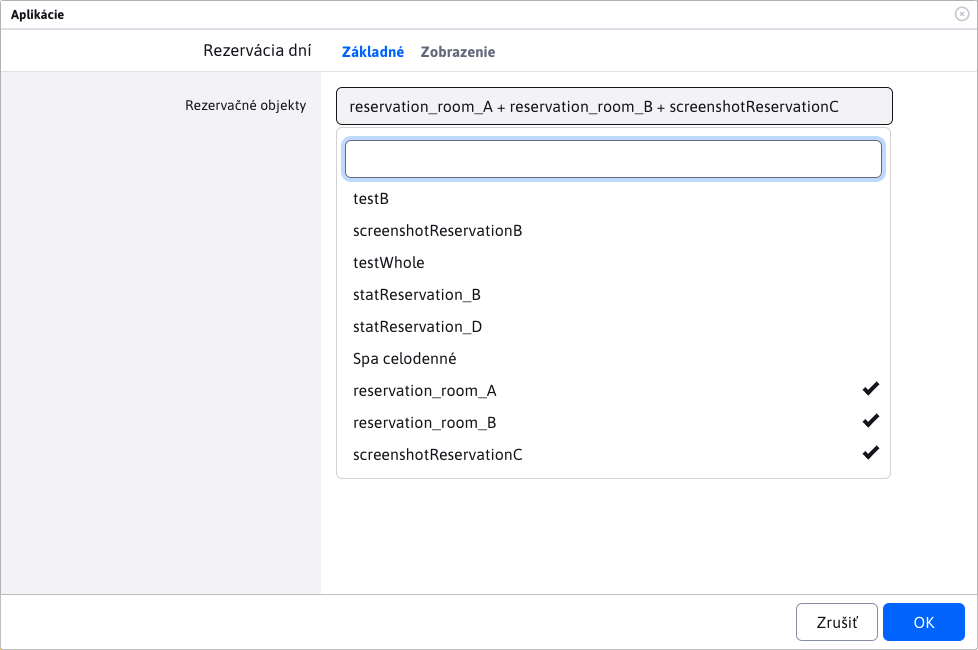 Aplikácie
Rezervácia dní Základné Zobrazenie
Rezervačné objekty reservation_room_A + reservation_room_B + screenshotReservationC
testB
screenshotReservationB
testWhole
statReservation_B
statReservation_D
Spa celodenné
reservation_room_A
reservation_room_B
screenshotReservationC
Zrušiť OK